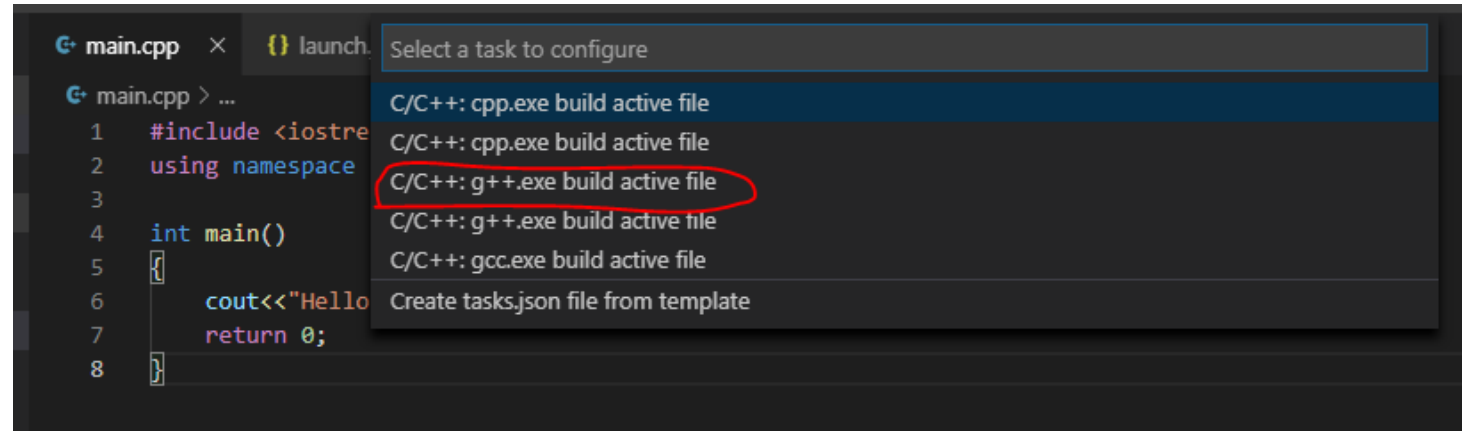 main.cpp × {} launch.
Select a task to configure
main.cpp > ...
C/C++: cpp.exe build active file
C/C++: cpp.exe build active file
C/C++: g++.exe build active file
C/C++: g++.exe build active file
C/C++: gcc.exe build active file
Create tasks.json file from template
1 #include <iostre
2 using namespace
3
4 int main()
5 {
6 cout<<"Hello
7 return 0;
8 }